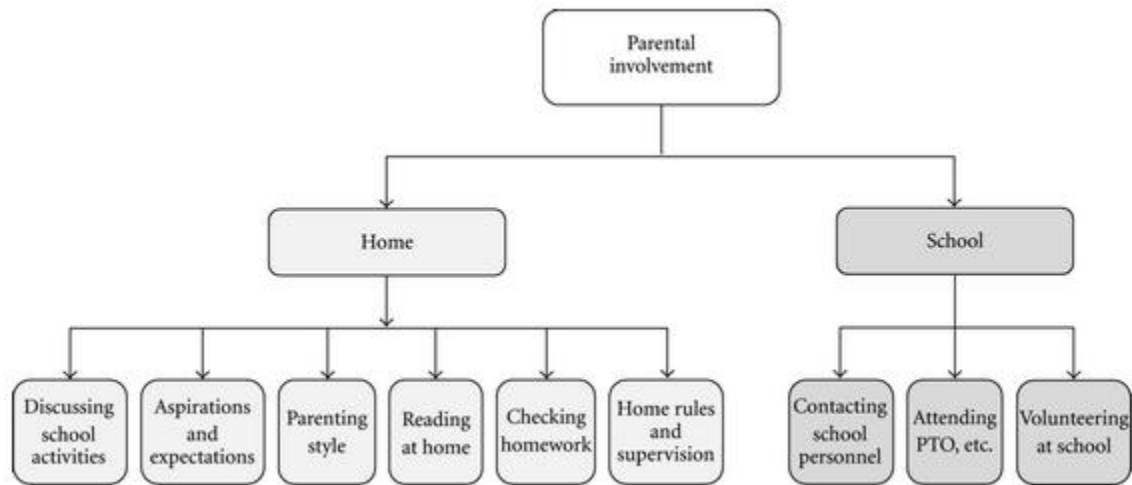 Parental
involvement
Home
School
Discussing
school
activities
Aspirations
and
expectations
Parenting
style
Reading
at home
Checking
homework
Home rules
and
supervision
Contacting
school
personnel
Attending
PTO, etc.
Volunteering
at school